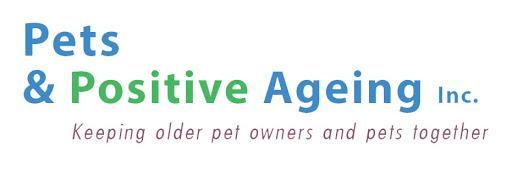 Pets
& Positive Ageing Inc.
Keeping older pet owners and pets together